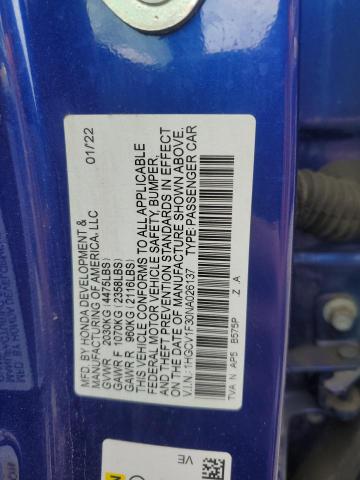 MFD. BY HONDA DEVELOPMENT &
MANUFACTURING OF AMERICA, LLC 01/22
GVWR 2030KG (4475LBS)
GAWR F 1070KG (2358LBS)
GAWR R 960KG (2116LBS)
THIS VEHICLE CONFORMS TO ALL APPLICABLE
FEDERAL MOTOR VEHICLE SAFETY, BUMPER,
AND THEFT PREVENTION STANDARDS IN EFFECT
ON THE DATE OF MANUFACTURE SHOWN ABOVE.
V.I.N.: 1HGCV1F30NA026137 TYPE:PASSENGER CAR
TVA N AP5 B575P Z A
VE